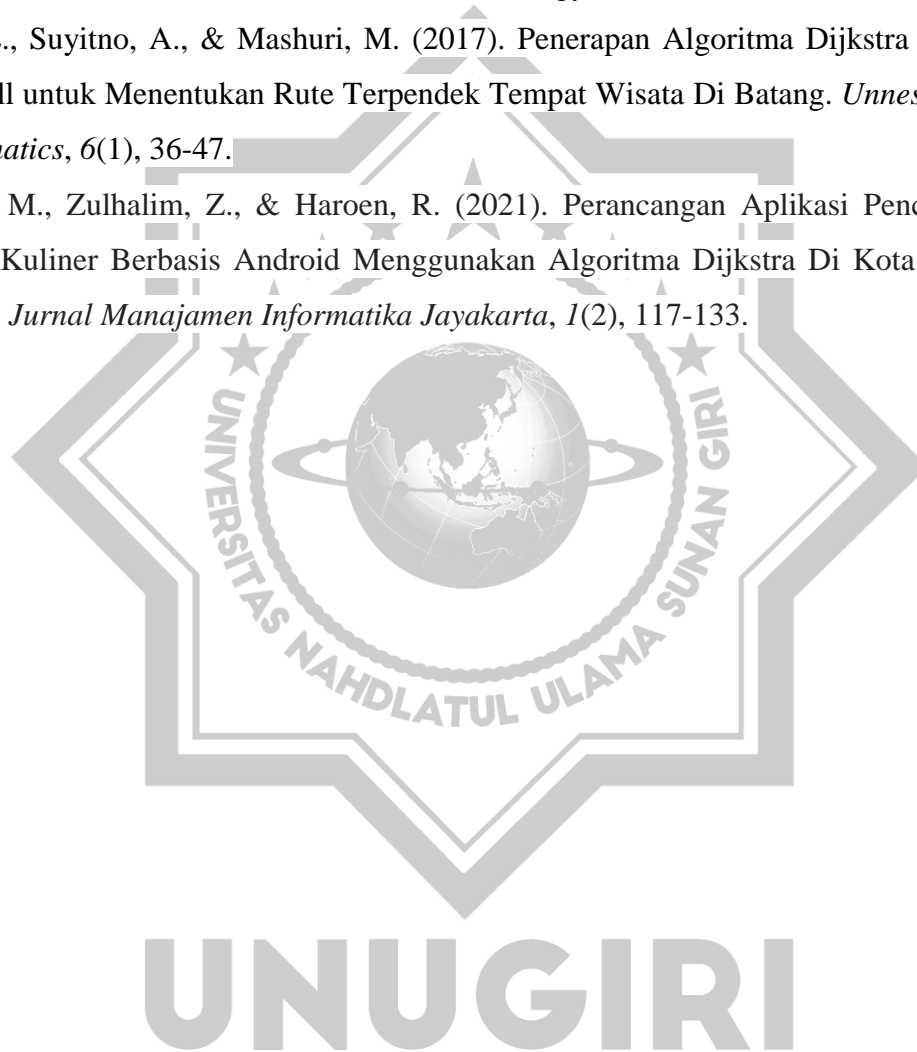 ., Suyitno, A., & Mashuri, M. (2017). Penerapan Algoritma Dijkstra
ll untuk Menentukan Rute Terpendek Tempat Wisata Di Batang. Unnes
natics, 6(1), 36-47.
M., Zulhalim, Z., & Haroen, R. (2021). Perancangan Aplikasi Penc
Kuliner Berbasis Android Menggunakan Algoritma Dijkstra Di Kota
Jurnal Manajamen Informatika Jayakarta, 1(2), 117-133.
UNIVERSITAS NAHDLATUL ULAMA SUNAN GIRI
UNUGIRI